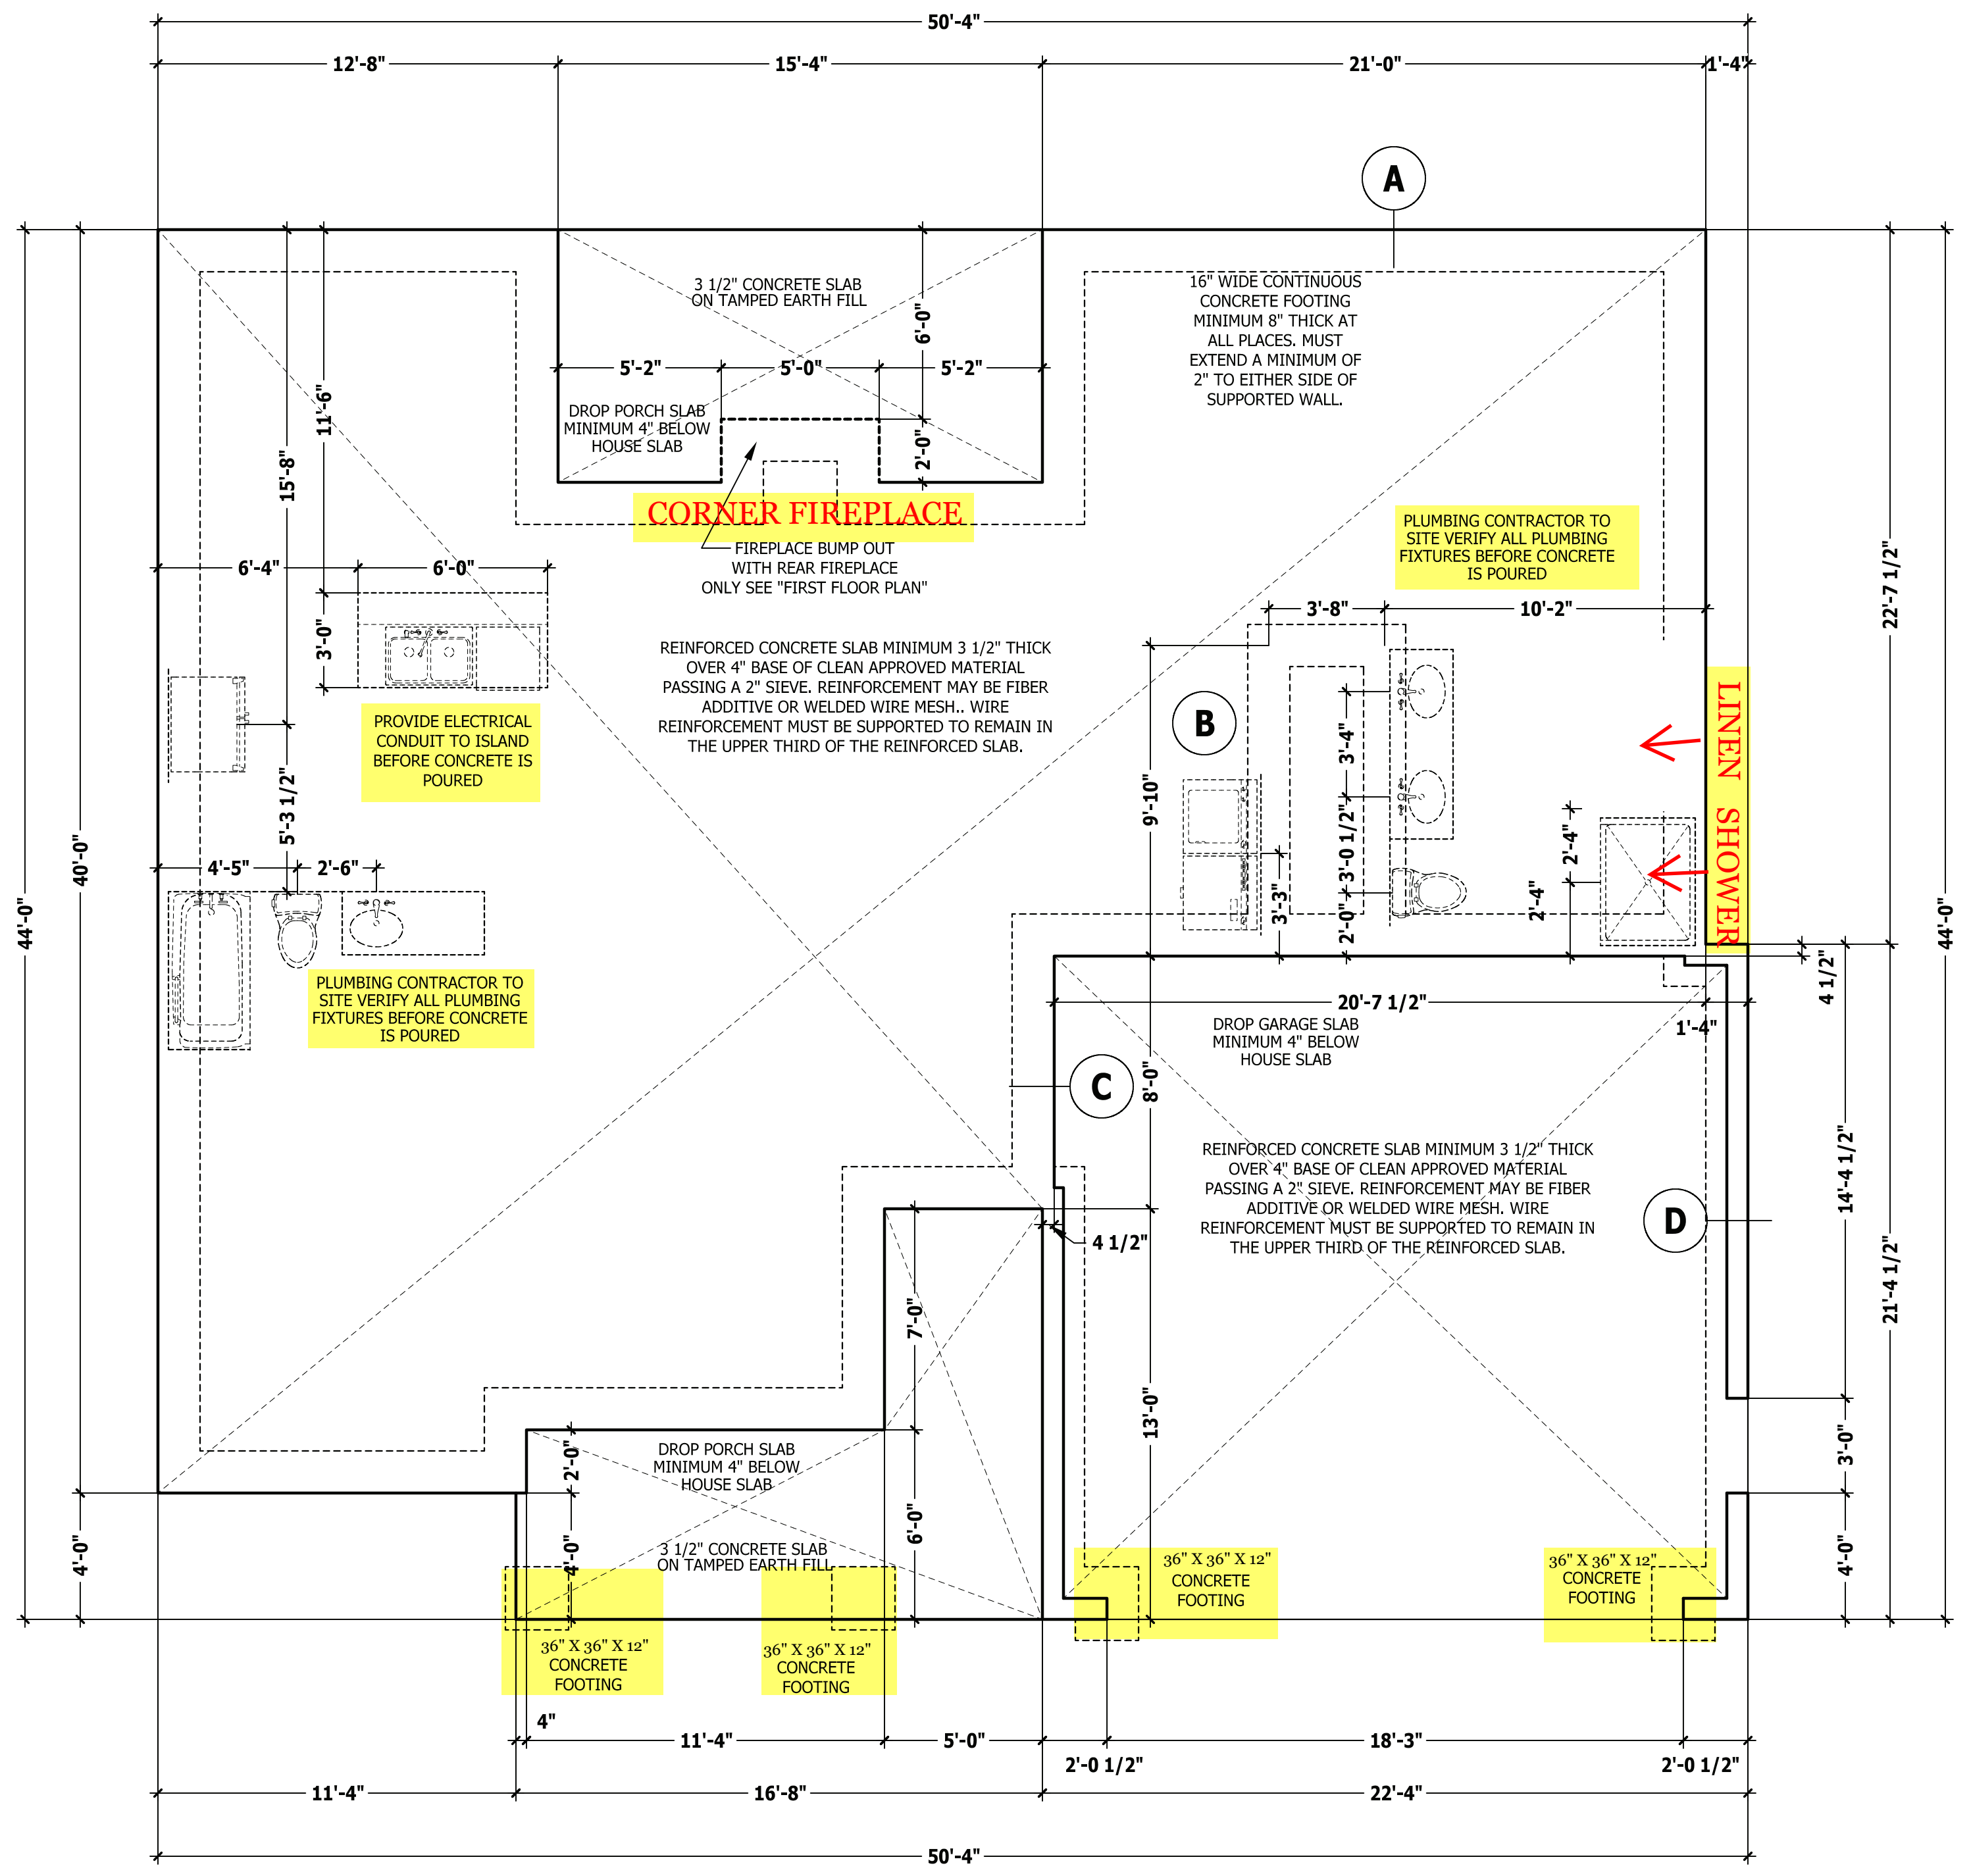 50'-4"
12'-8"
15'-4"
21'-0"
1'-4"
A
3 1/2" CONCRETE SLAB
ON TAMPED EARTH FILL
16" WIDE CONTINUOUS
CONCRETE FOOTING
MINIMUM 8" THICK AT
ALL PLACES. MUST
EXTEND A MINIMUM OF
2" TO EITHER SIDE OF
SUPPORTED WALL.
6'-0"
5'-2"
5'-0"
5'-2"
11'-6"
DROP PORCH SLAB
MINIMUM 4" BELOW
HOUSE SLAB
2'-0"
15'-8"
CORNER FIREPLACE
FIREPLACE BUMP OUT
WITH REAR FIREPLACE
ONLY SEE "FIRST FLOOR PLAN"
PLUMBING CONTRACTOR TO
SITE VERIFY ALL PLUMBING
FIXTURES BEFORE CONCRETE
IS POURED
22'-7 1/2"
6'-4"
6'-0"
3'-8"
10'-2"
3'-0"
REINFORCED CONCRETE SLAB MINIMUM 3 1/2" THICK
OVER 4" BASE OF CLEAN APPROVED MATERIAL
PASSING A 2" SIEVE. REINFORCEMENT MAY BE FIBER
ADDITIVE OR WELDED WIRE MESH.. WIRE
REINFORCEMENT MUST BE SUPPORTED TO REMAIN IN
THE UPPER THIRD OF THE REINFORCED SLAB.
B
LINEN SHOWER
PROVIDE ELECTRICAL
CONDUIT TO ISLAND
BEFORE CONCRETE IS
POURED
3'-4"
5'-3 1/2"
9'-10"
3'-0 1/2"
2'-4"
40'-0"
4'-5"
2'-6"
3'-3"
2'-0"
2'-4"
44'-0"
44'-0"
PLUMBING CONTRACTOR TO
SITE VERIFY ALL PLUMBING
FIXTURES BEFORE CONCRETE
IS POURED
4 1/2"
20'-7 1/2"
1'-4"
DROP GARAGE SLAB
MINIMUM 4" BELOW
HOUSE SLAB
C
8'-0"
14'-4 1/2"
REINFORCED CONCRETE SLAB MINIMUM 3 1/2" THICK
OVER 4" BASE OF CLEAN APPROVED MATERIAL
PASSING A 2" SIEVE. REINFORCEMENT MAY BE FIBER
ADDITIVE OR WELDED WIRE MESH. WIRE
REINFORCEMENT MUST BE SUPPORTED TO REMAIN IN
THE UPPER THIRD OF THE REINFORCED SLAB.
D
4 1/2"
21'-4 1/2"
7'-0"
13'-0"
2'-0"
DROP PORCH SLAB
MINIMUM 4" BELOW
HOUSE SLAB
3'-0"
6'-0"
4'-0"
4'-0"
3 1/2" CONCRETE SLAB
ON TAMPED EARTH FILL
4'-0"
36" X 36" X 12"
CONCRETE
FOOTING
36" X 36" X 12"
CONCRETE
FOOTING
36" X 36" X 12"
CONCRETE
FOOTING
36" X 36" X 12"
CONCRETE
FOOTING
4"
11'-4"
5'-0"
18'-3"
2'-0 1/2"
2'-0 1/2"
11'-4"
16'-8"
22'-4"
50'-4"